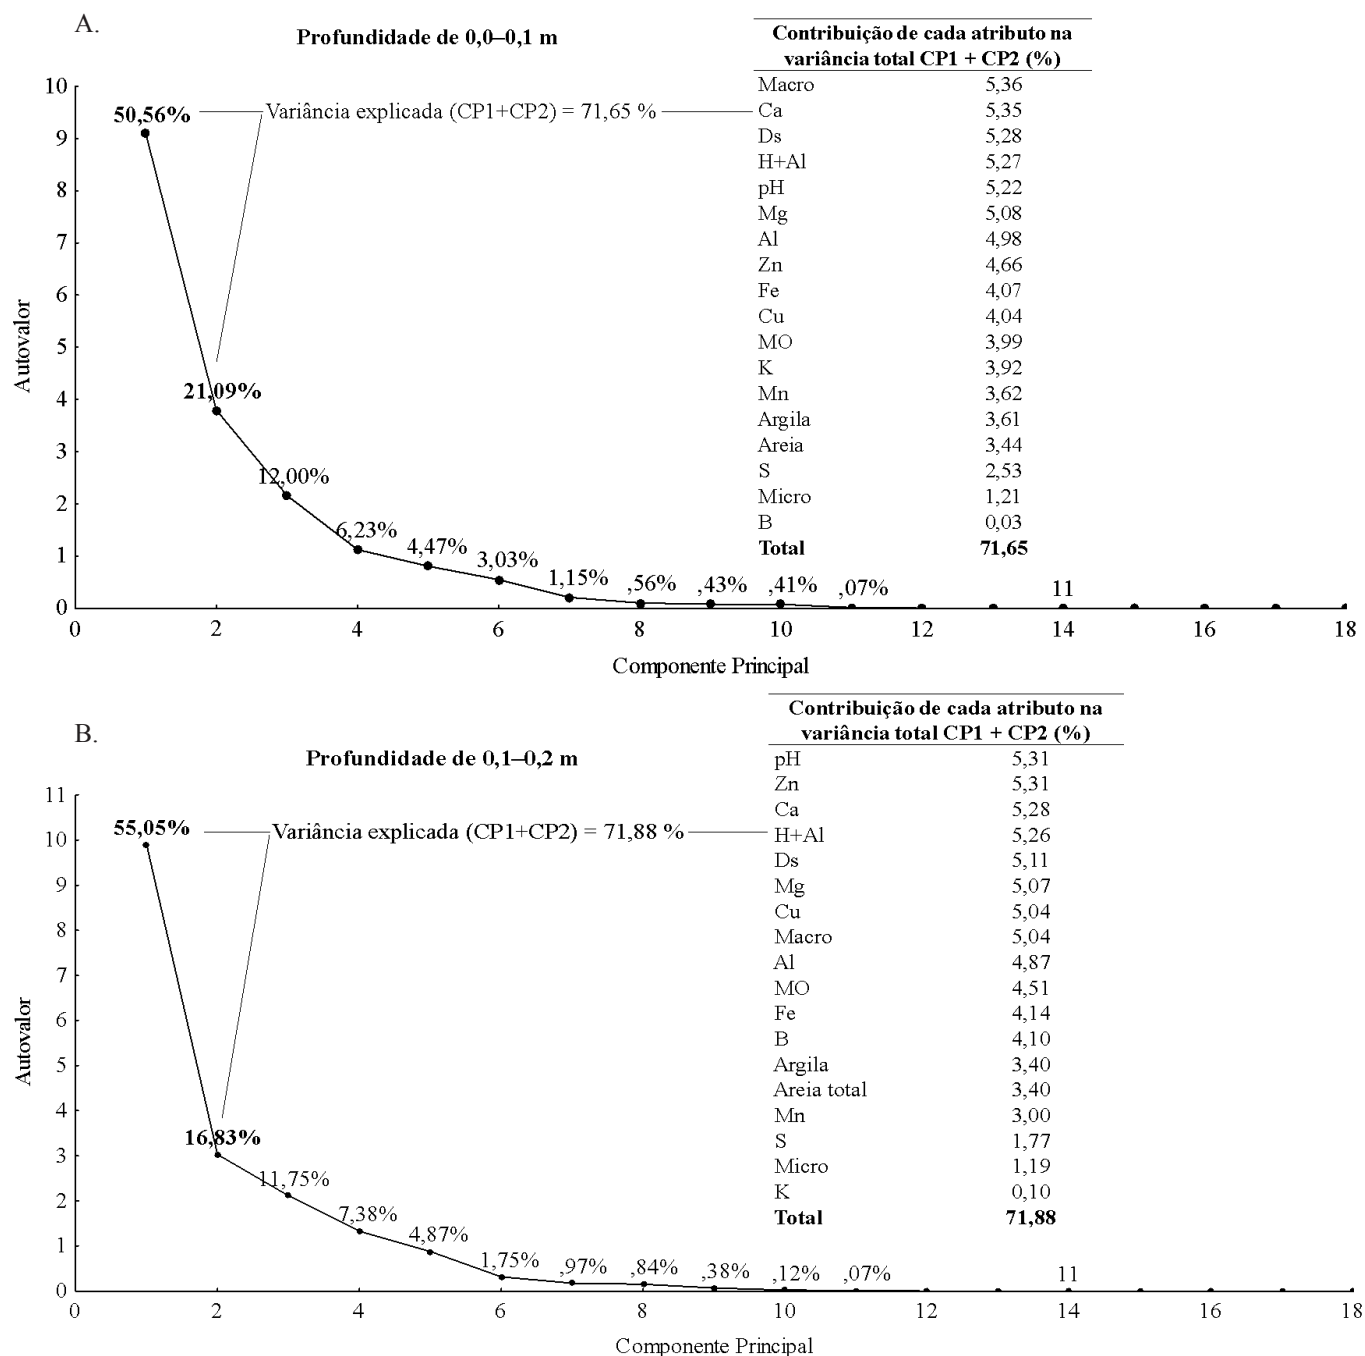 A.
Profundidade de 0,0–0,1 m
Contribuição de cada atributo na
variância total CP1 + CP2 (%)
Macro 5,36
Ca 5,35
Ds 5,28
H+Al 5,27
pH 5,22
Mg 5,08
Al 4,98
Zn 4,66
Fe 4,07
Cu 4,04
MO 3,99
K 3,92
Mn 3,62
Argila 3,61
Areia 3,44
S 2,53
Micro 1,21
B 0,03
Total 71,65
Variância explicada (CP1+CP2) = 71,65 %
50,56%
21,09%
12,00%
6,23%
4,47%
3,03%
1,15%
,56%
,43%
,41%
,07%
11
Autovalor
10
9
8
7
6
5
4
3
2
1
0
0 2 4 6 8 10 12 14 16 18
Componente Principal
B.
Profundidade de 0,1–0,2 m
Contribuição de cada atributo na
variância total CP1 + CP2 (%)
pH 5,31
Zn 5,31
Ca 5,28
H+Al 5,26
Ds 5,11
Mg 5,07
Cu 5,04
Macro 5,04
Al 4,87
MO 4,51
Fe 4,14
B 4,10
Argila 3,40
Areia total 3,40
Mn 3,00
S 1,77
Micro 1,19
K 0,10
Total 71,88
Variância explicada (CP1+CP2) = 71,88 %
55,05%
16,83%
11,75%
7,38%
4,87%
1,75%
,97%
,84%
,38%
,12%
,07%
11
Autovalor
11
10
9
8
7
6
5
4
3
2
1
0
0 2 4 6 8 10 12 14 16 18
Componente Principal